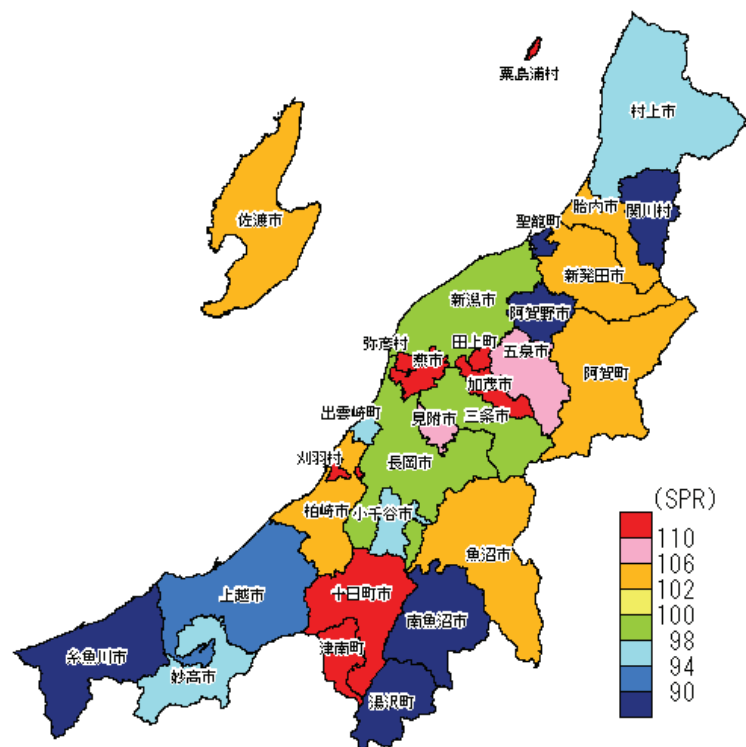 粟島浦村
村上市
佐渡市
胎内市
関川村
聖籠町
新発田市
新潟市
阿賀野市
弥彦村
燕市
田上町
五泉市
阿賀町
加茂市
出雲崎町
見附市
三条市
刈羽村
長岡市
柏崎市
小千谷市
魚沼市
上越市
十日町市
南魚沼市
糸魚川市
津南町
妙高市
湯沢町
(SPR)
110
106
102
100
98
94
90